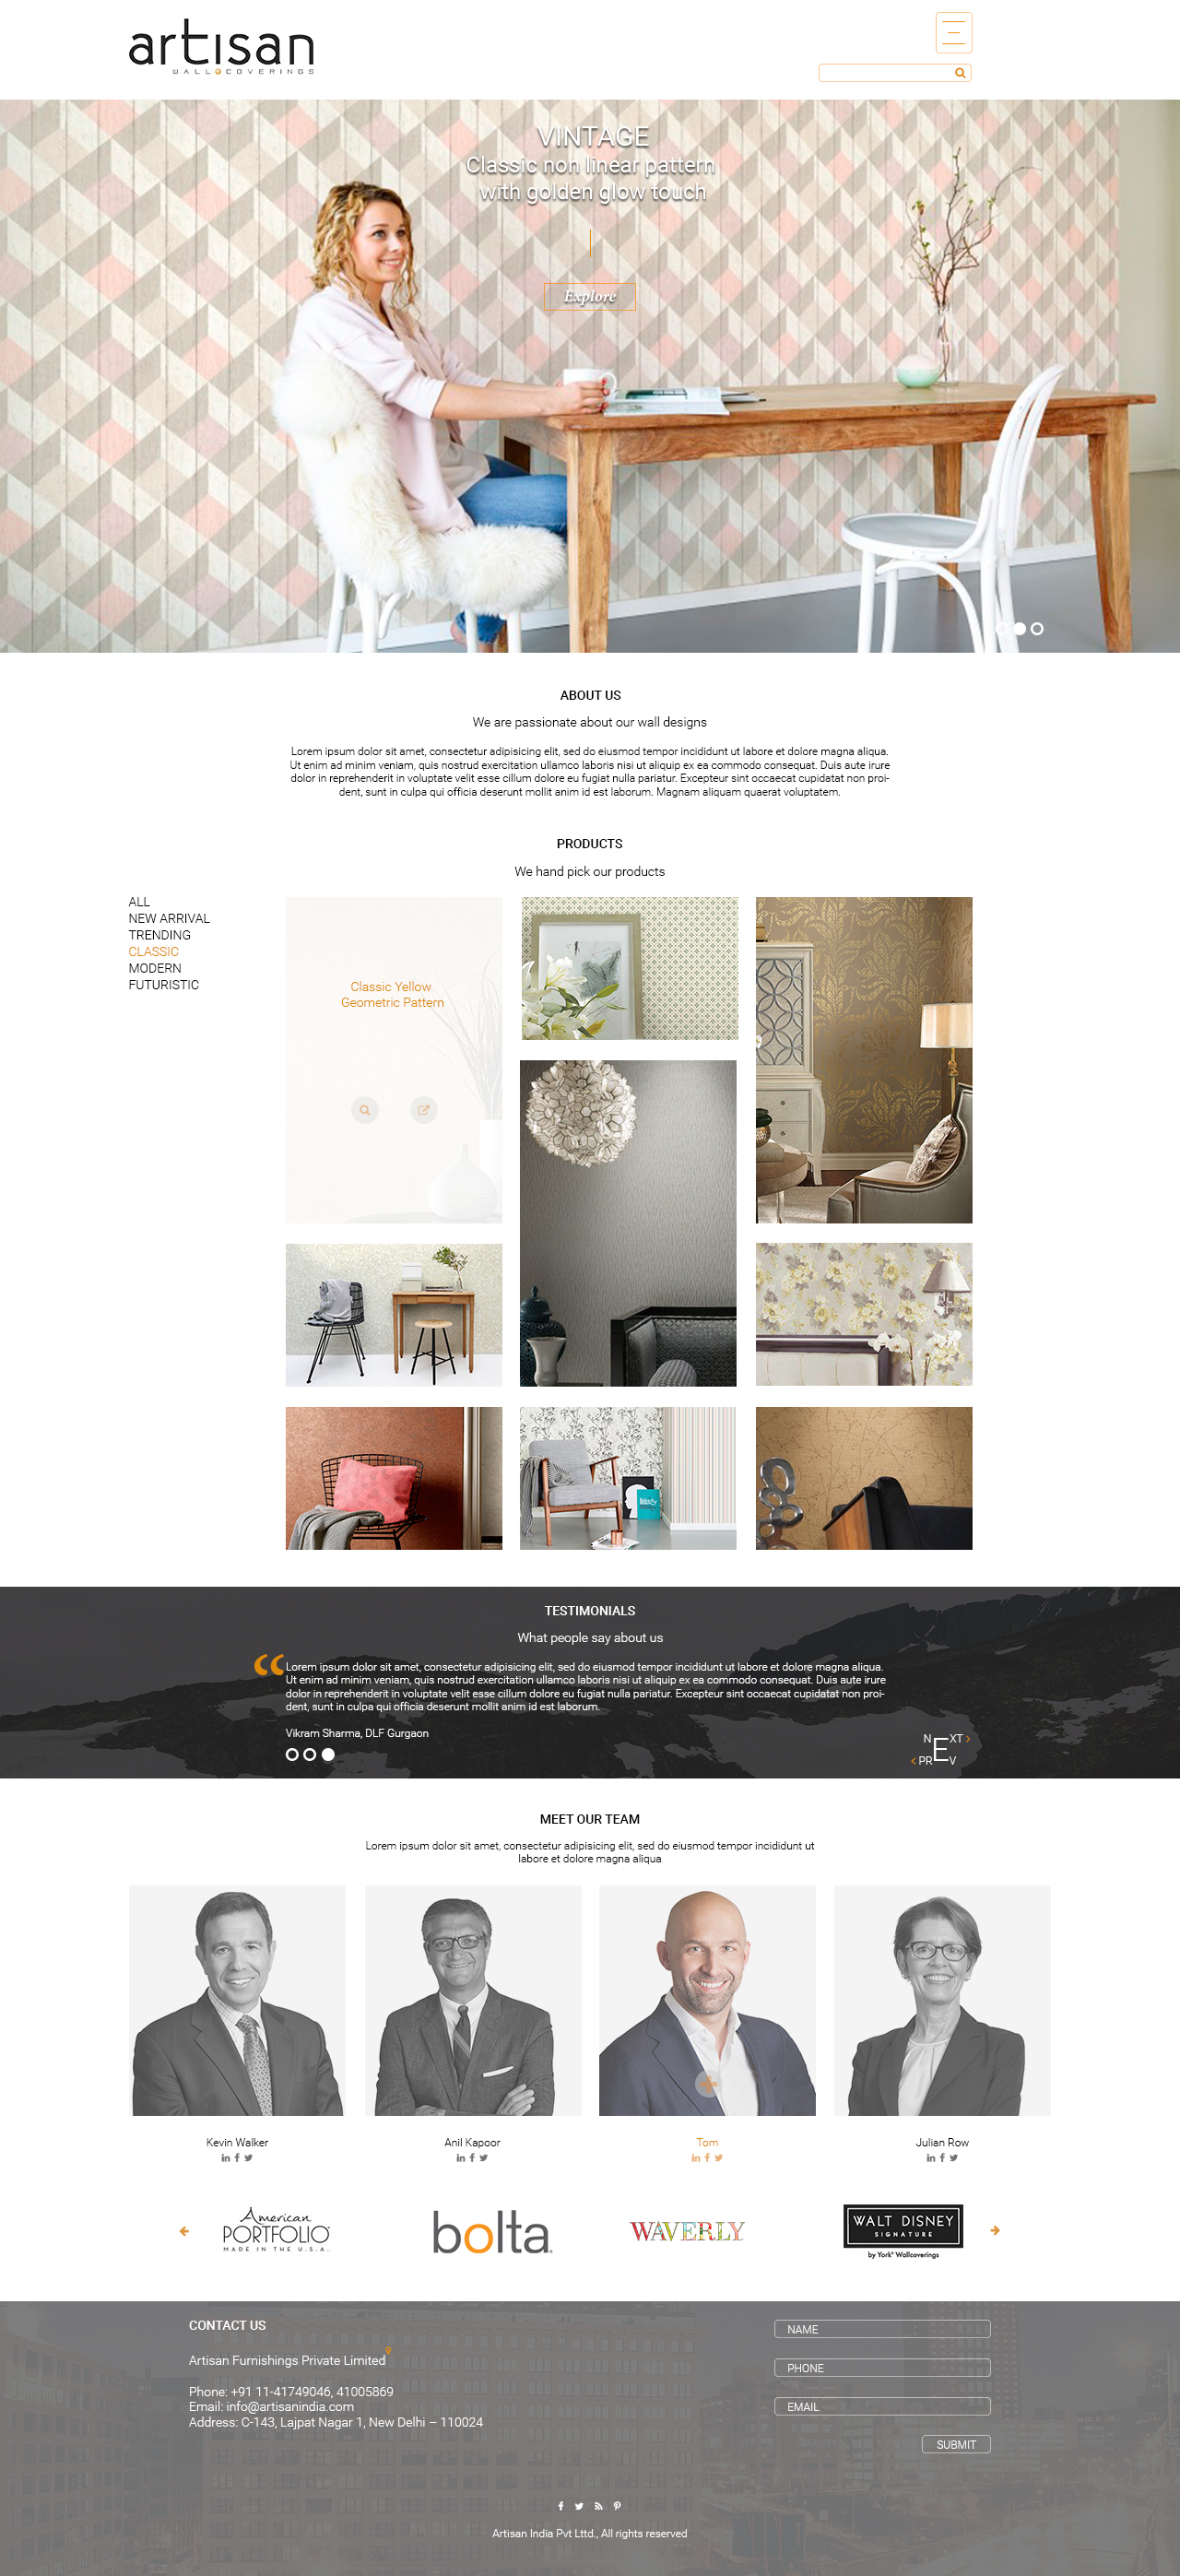 artisan
WALLCOVERINGS
VINTAGE
Classic non linear pattern
with golden glow touch
Explore
ABOUT US
We are passionate about our wall designs
Lorem ipsum dolor sit amet, consectetur adipisicing elit, sed do eiusmod tempor incididunt ut labore et dolore magna aliqua.
Ut enim ad minim veniam, quis nostrud exercitation ullamco laboris nisi ut aliquip ex ea commodo consequat. Duis aute irure
dolor in reprehenderit in voluptate velit esse cillum dolore eu fugiat nulla pariatur. Excepteur sint occaecat cupidatat non proi-
dent, sunt in culpa qui officia deserunt mollit anim id est laborum. Magnam aliquam quaerat voluptatem.
PRODUCTS
We hand pick our products
ALL
NEW ARRIVAL
TRENDING
CLASSIC
MODERN
FUTURISTIC
Classic Yellow
Geometric Pattern
TESTIMONIALS
What people say about us
“Lorem ipsum dolor sit amet, consectetur adipisicing elit, sed do eiusmod tempor incididunt ut labore et dolore magna aliqua.
Ut enim ad minim veniam, quis nostrud exercitation ullamco laboris nisi ut aliquip ex ea commodo consequat. Duis aute irure
dolor in reprehenderit in voluptate velit esse cillum dolore eu fugiat nulla pariatur. Excepteur sint occaecat cupidatat non proi-
dent, sunt in culpa qui officia deserunt mollit anim id est laborum.
Vikram Sharma, DLF Gurgaon
NEXT >
< PREV
MEET OUR TEAM
Lorem ipsum dolor sit amet, consectetur adipisicing elit, sed do eiusmod tempor incididunt ut
labore et dolore magna aliqua
Kevin Walker
Anil Kapoor
Tom
Julian Row
American
PORTFOLIO
MADE IN THE U.S.A.
bolta
WAVERLY
WALT DISNEY
SIGNATURE
by York Wallcoverings
CONTACT US
Artisan Furnishings Private Limited
Phone: +91 11-41749046, 41005869
Email: info@artisanindia.com
Address: C-143, Lajpat Nagar 1, New Delhi – 110024
NAME
PHONE
EMAIL
SUBMIT
Artisan India Pvt Lttd., All rights reserved